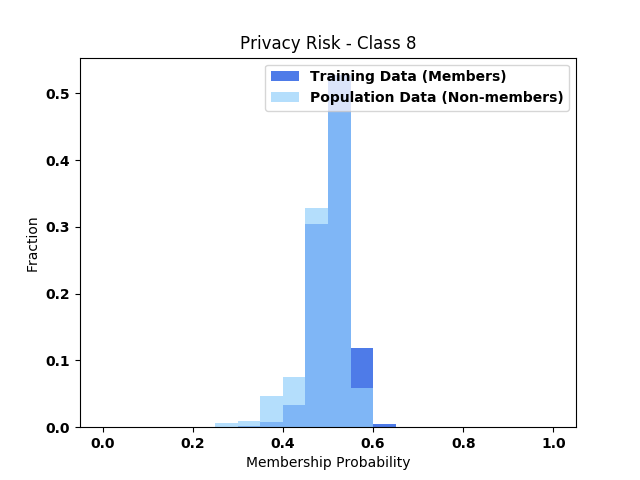 Privacy Risk - Class 8
Training Data (Members)
Population Data (Non-members)
0.5
0.4
0.3
0.2
0.1
0.0
Fraction
0.0 0.2 0.4 0.6 0.8 1.0
Membership Probability